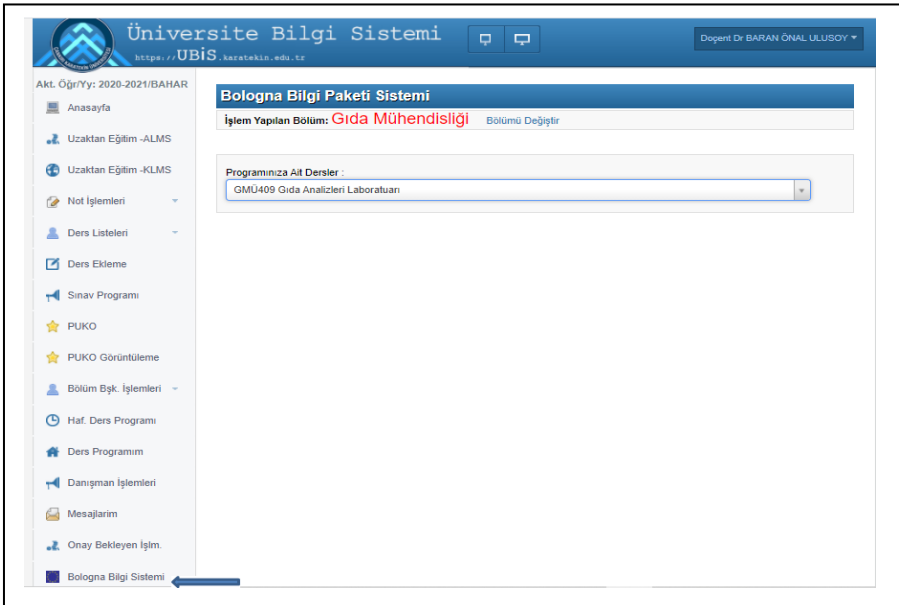 Üniversite Bilgi Sistemi
https://UBiS.karatekin.edu.tr
Doçent Dr BARAN ÖNAL ULUSOY
Akt. Öğr/Yy: 2020-2021/BAHAR
Anasayfa
Uzaktan Eğitim -ALMS
Uzaktan Eğitim -KLMS
Not İşlemleri
Ders Listeleri
Ders Ekleme
Sınav Programı
PUKO
PUKO Görüntüleme
Bölüm Bşk. İşlemleri
Haf. Ders Programı
Ders Programım
Danışman İşlemleri
Mesajlarim
Onay Bekleyen İşlm.
Bologna Bilgi Sistemi
Bologna Bilgi Paketi Sistemi
İşlem Yapılan Bölüm: Gıda Mühendisliği Bölümü Değiştir
Programınıza Ait Dersler :
GMÜ409 Gıda Analizleri Laboratuarı